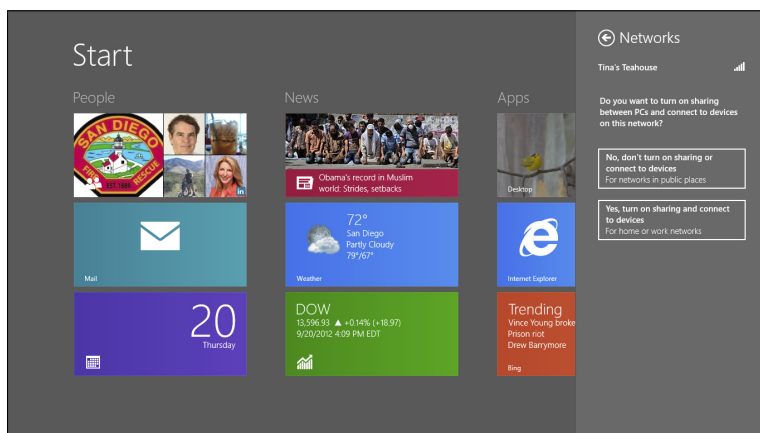 Start
People
SAN DIEGO
FIRE
RESCUE
EST. 1889
in
Mail
20
Thursday
News
Obama's record in Muslim
world: Strides, setbacks
72°
San Diego
Partly Cloudy
79°/67°
Weather
DOW
13,596.93 ▲ +0.14% (+18.97)
9/20/2012 4:09 PM EDT
Apps
Desktop
Internet Explorer
Trending
Vince Young broke
Prison riot
Drew Barrymore
Bing
Networks
Tina's Teahouse
Do you want to turn on sharing
between PCs and connect to devices
on this network?
No, don't turn on sharing or
connect to devices
For networks in public places
Yes, turn on sharing and connect
to devices
For home or work networks